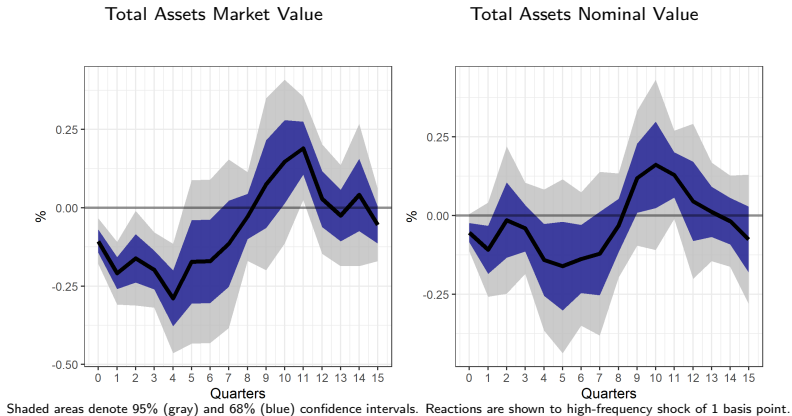 Total Assets Market Value
Total Assets Nominal Value
0.25
0.00
-0.25
-0.50
%
0 1 2 3 4 5 6 7 8 9 10 11 12 13 14 15
Quarters
0.25
0.00
-0.25
%
0 1 2 3 4 5 6 7 8 9 10 11 12 13 14 15
Quarters
Shaded areas denote 95% (gray) and 68% (blue) confidence intervals. Reactions are shown to high-frequency shock of 1 basis point.